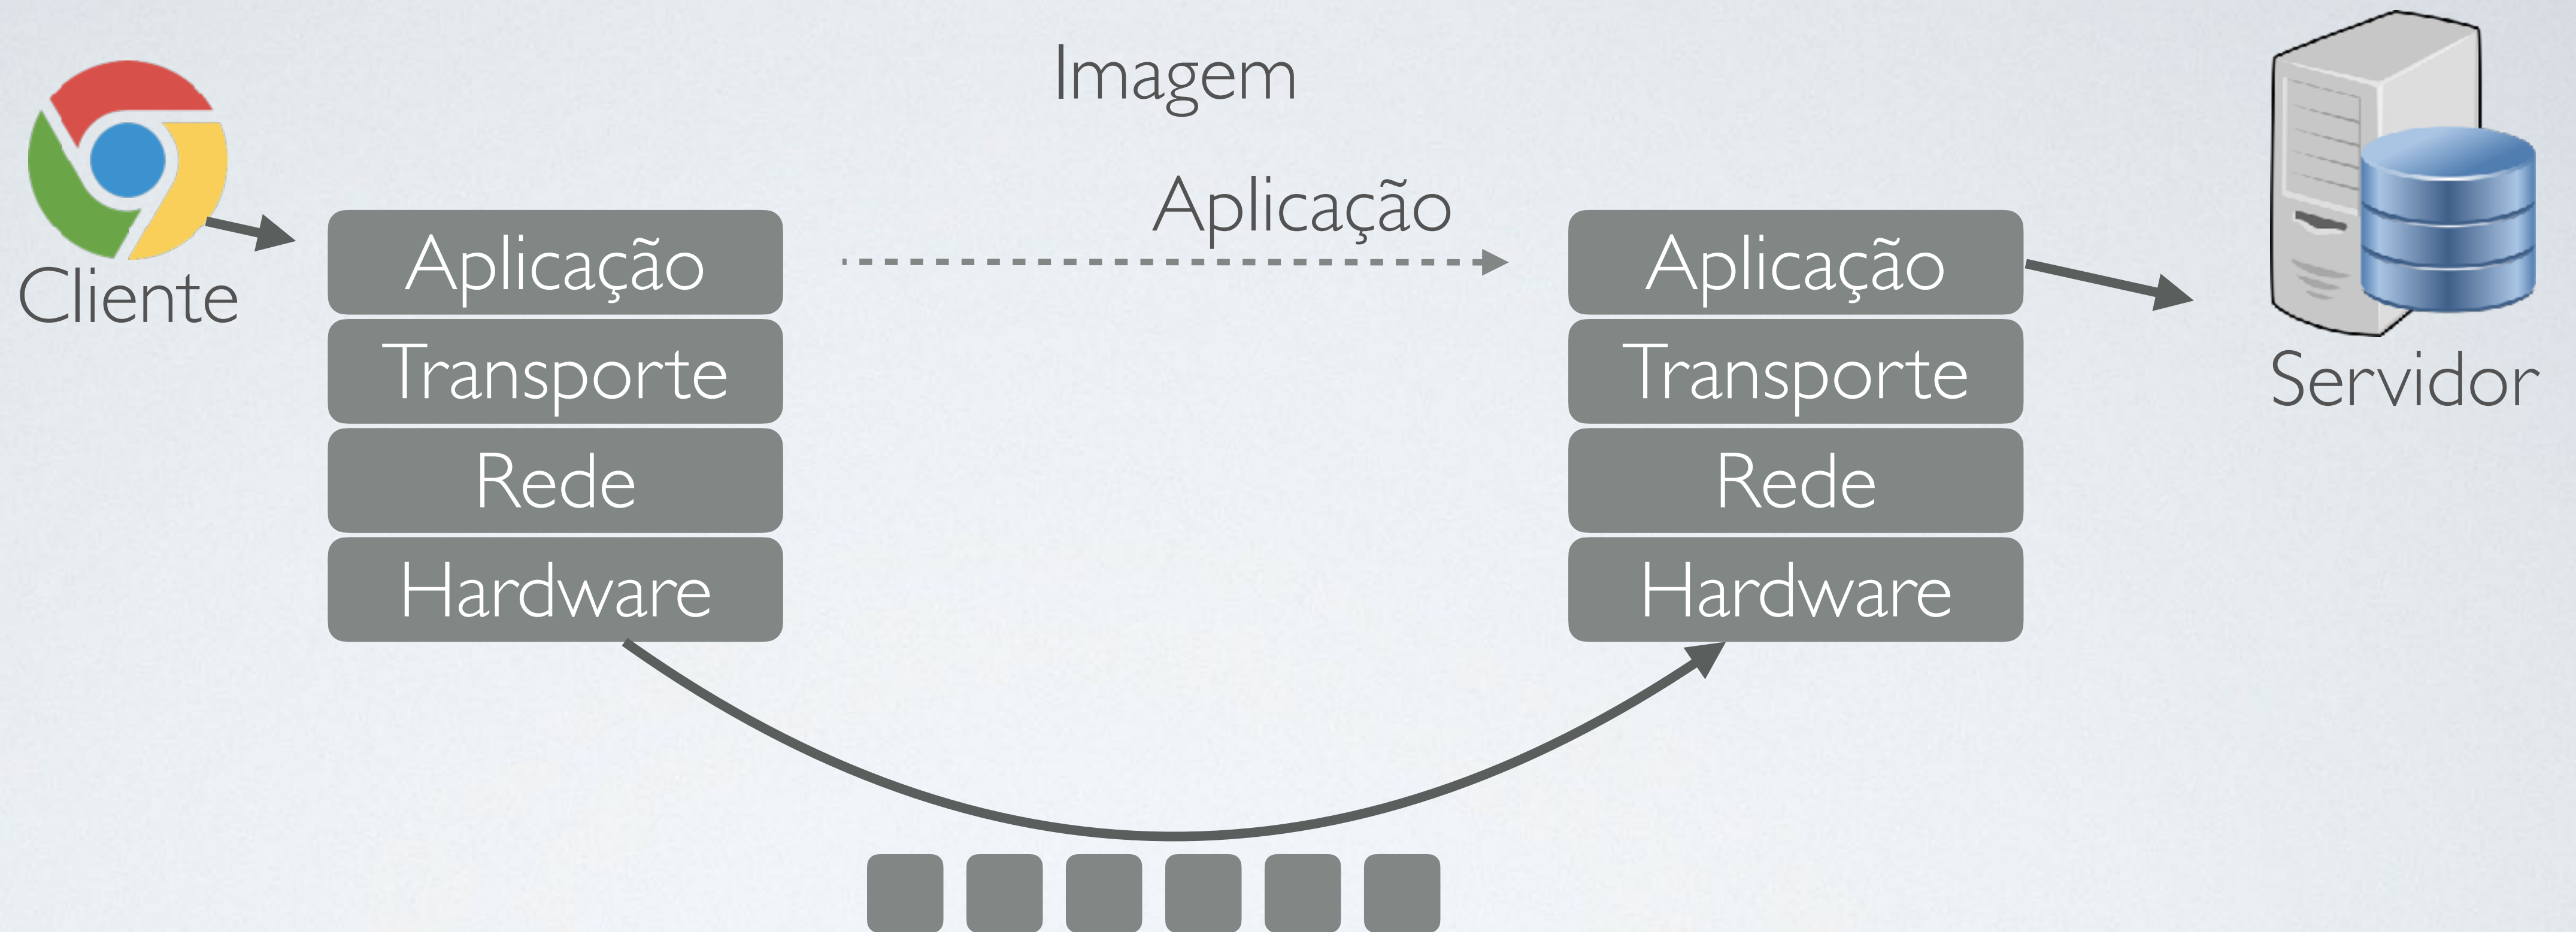 Imagem
Cliente
Aplicação
Transporte
Rede
Hardware
Aplicação
Aplicação
Transporte
Rede
Hardware
Servidor